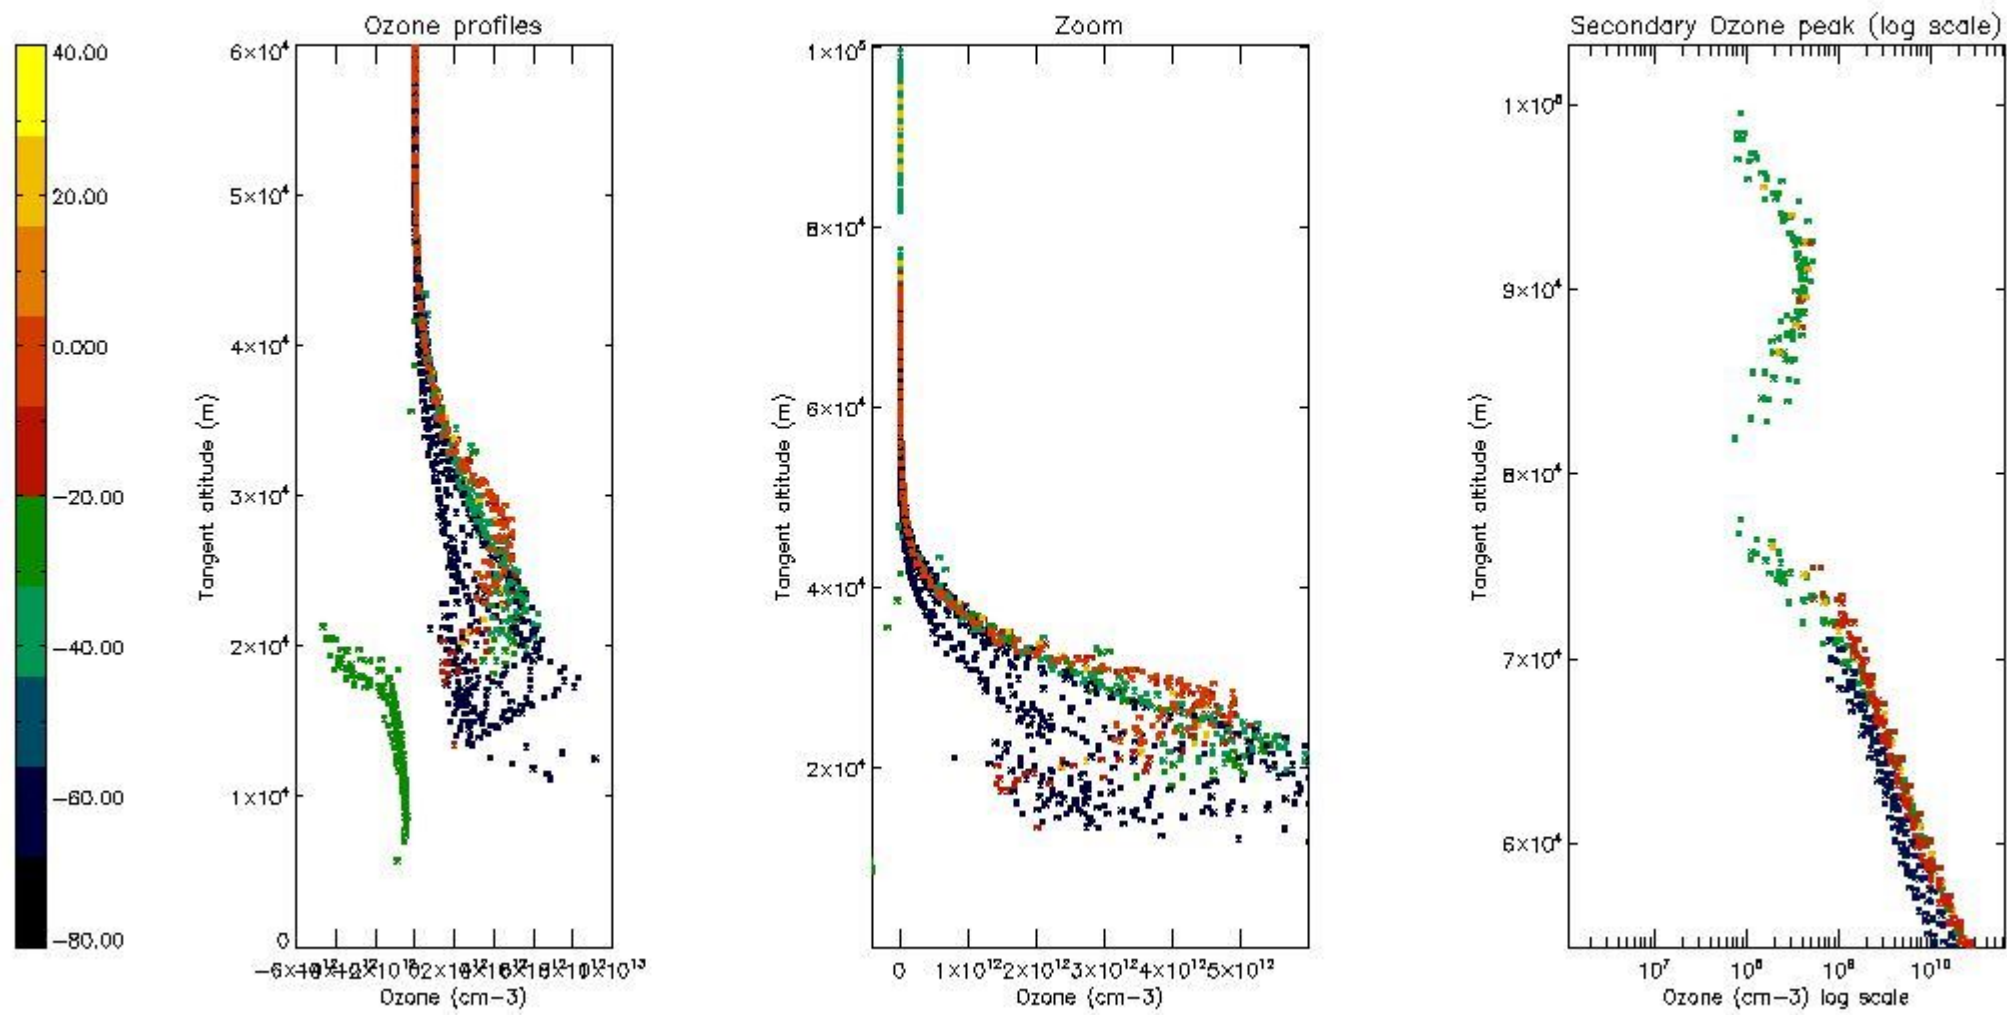 Ozone profiles
Zoom
Secondary Ozone peak (log scale)
40.00
20.00
0.000
−20.00
−40.00
−60.00
−80.00
6×10⁴
5×10⁴
4×10⁴
3×10⁴
2×10⁴
1×10⁴
0
Tangent altitude (m)
Ozone (cm−3)
1×10⁵
8×10⁴
6×10⁴
4×10⁴
2×10⁴
Tangent altitude (m)
0 1×10¹² 2×10¹² 3×10¹² 4×10¹² 5×10¹²
Ozone (cm−3)
9×10⁴
8×10⁴
7×10⁴
6×10⁴
Tangent altitude (m)
10⁷ 10⁸ 10⁹ 10¹⁰
Ozone (cm−3) log scale